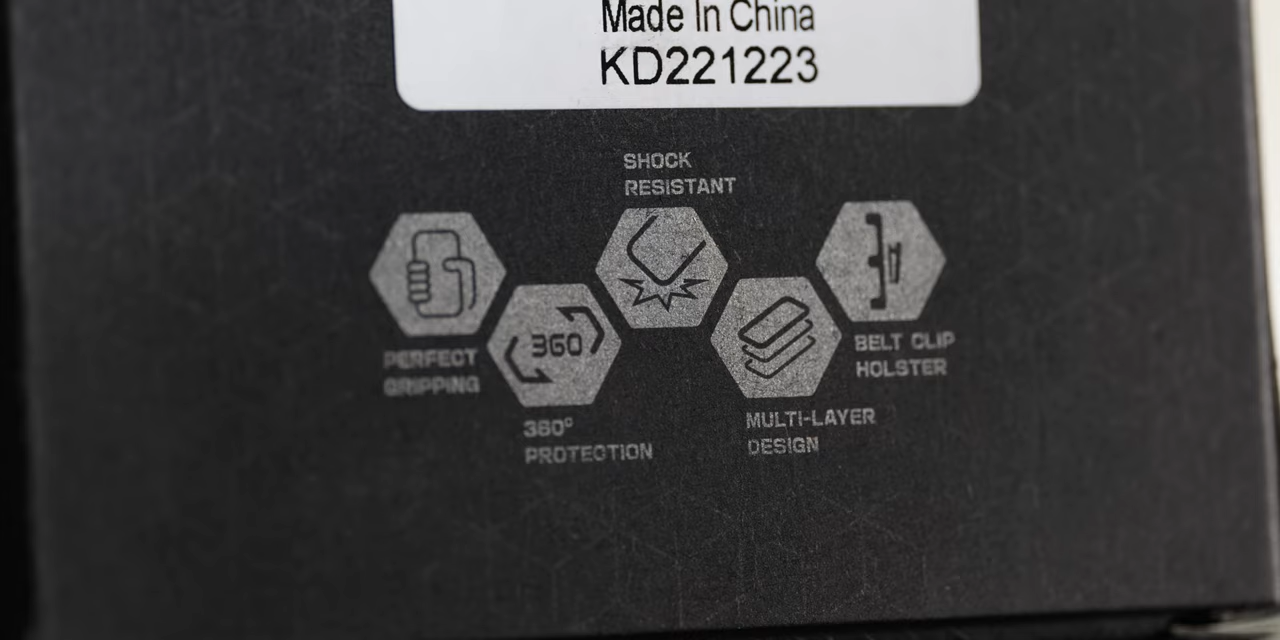 Made In China
KD221223
SHOCK
RESISTANT
PERFECT
GRIPPING
360
360°
PROTECTION
MULTI-LAYER
DESIGN
BELT CLIP
HOLSTER